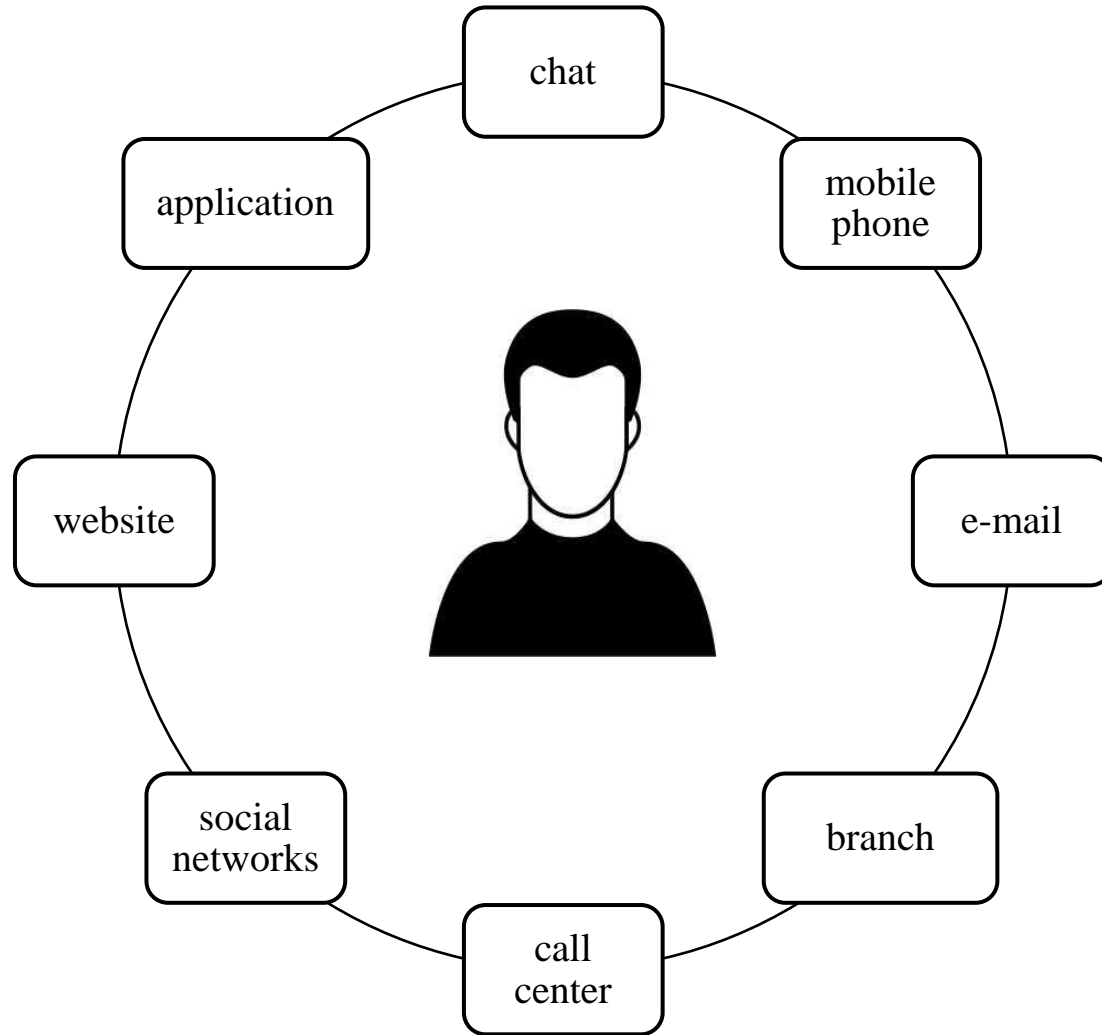 chat
application
mobile
phone
website
e-mail
social
networks
branch
call
center